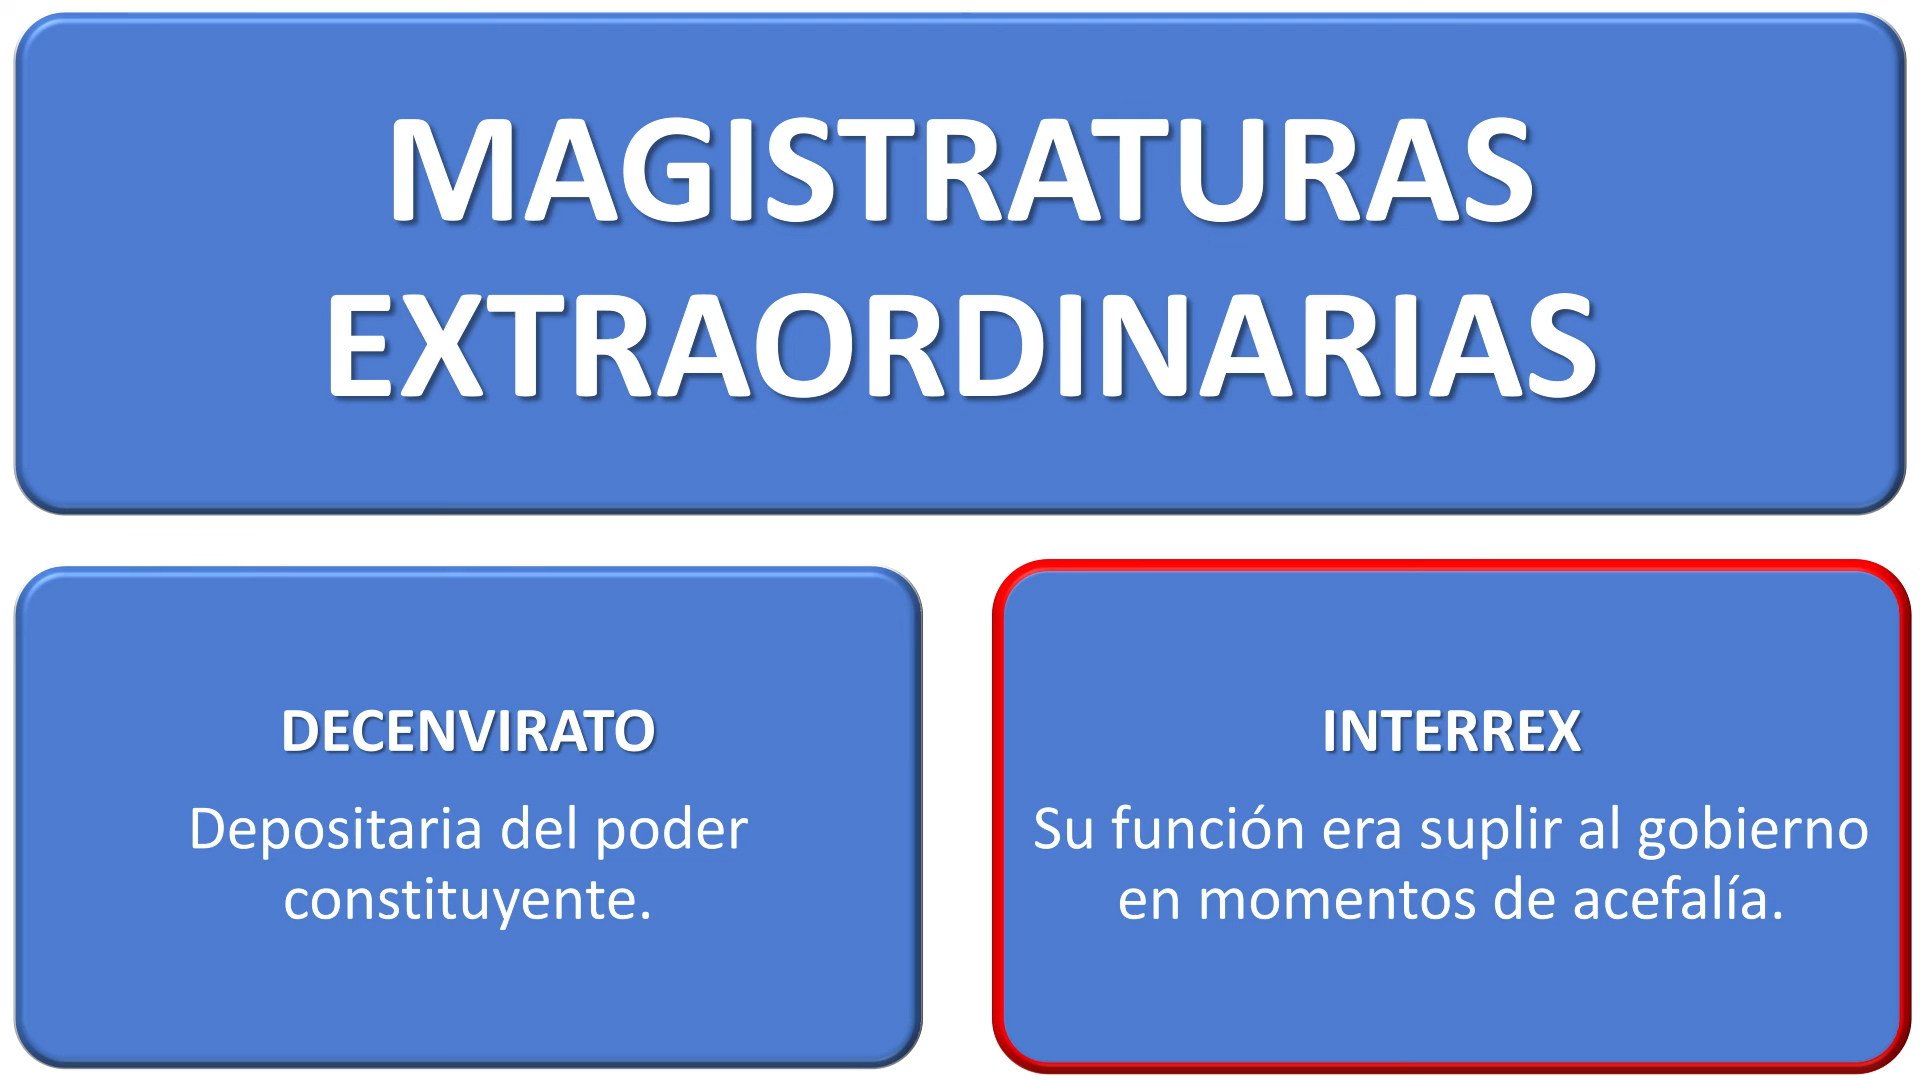 MAGISTRATURAS
EXTRAORDINARIAS
DECENVIRATO
Depositaria del poder
constituyente.
INTERREX
Su función era suplir al gobierno
en momentos de acefalía.